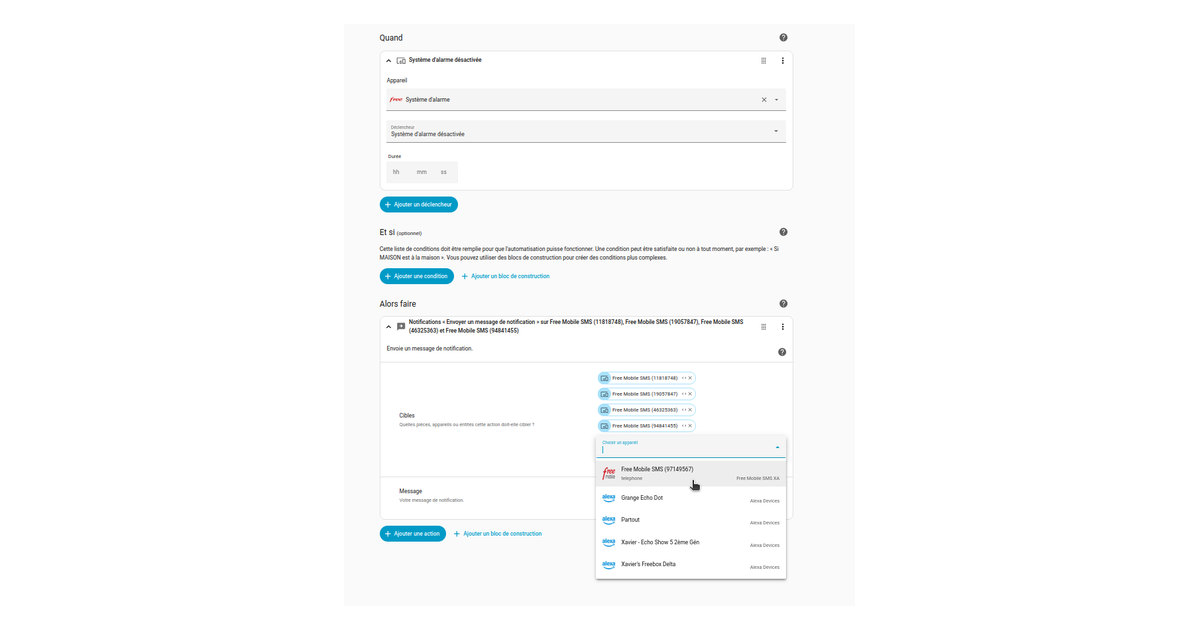 Quand
Système d'alarme désactivée
Appareil
free Système d'alarme
Déclencheur
Système d'alarme désactivée
Durée
hh mm ss
Ajouter un déclencheur
Et si (optionnel)
Cette liste de conditions doit être remplie pour que l'automatisation puisse fonctionner. Une condition peut être satisfaite ou non à tout moment, par exemple : « Si
MAISON est à la maison ». Vous pouvez utiliser des blocs de construction pour créer des conditions plus complexes.
Ajouter une condition Ajouter un bloc de construction
Alors faire
Notifications « Envoyer un message de notification » sur Free Mobile SMS (11818748), Free Mobile SMS (19057847), Free Mobile SMS
(46325363) et Free Mobile SMS (94841455)
Envoie un message de notification.
Free Mobile SMS (11818748)
Free Mobile SMS (19057847)
Free Mobile SMS (46325363)
Free Mobile SMS (94841455)
Cibles
Quelles pièces, appareils ou entités cette action doit-elle cibler ?
Choisir un appareil
free Free Mobile SMS (97149567)
telephone Free Mobile SMS XA
Message
Votre message de notification.
alexa Grange Echo Dot Alexa Devices
alexa Partout Alexa Devices
alexa Xavier - Echo Show 5 2ème Gén Alexa Devices
alexa Xavier's Freebox Delta Alexa Devices
Ajouter une action Ajouter un bloc de construction